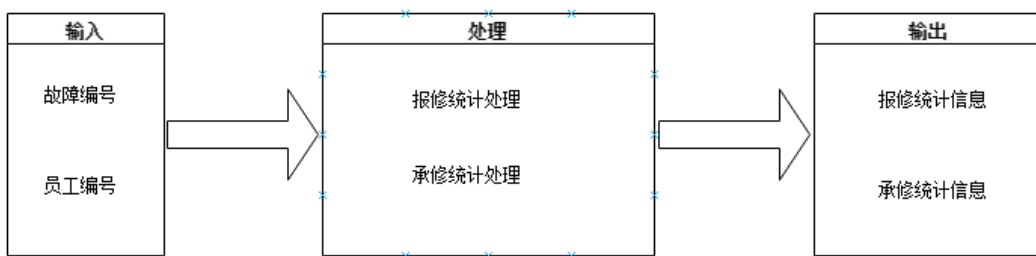 输入
故障编号
员工编号
处理
报修统计处理
承修统计处理
输出
报修统计信息
承修统计信息